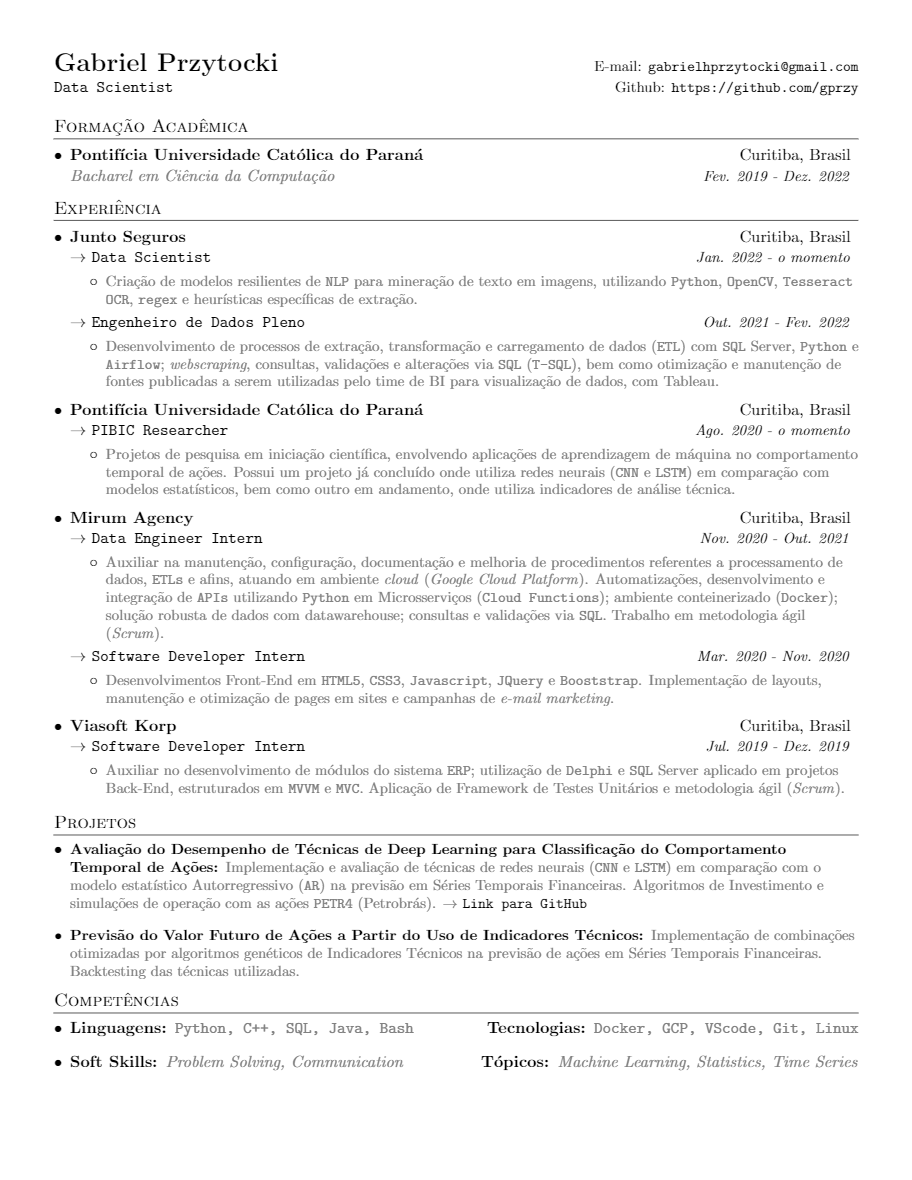 Gabriel Przytocki
E-mail: gabrielhprzytocki@gmail.com
Data Scientist
Github: https://github.com/gprzy
Formação Acadêmica
• Pontifícia Universidade Católica do Paraná Curitiba, Brasil
Bacharel em Ciência da Computação Fev. 2019 - Dez. 2022
Experiência
• Junto Seguros Curitiba, Brasil
→ Data Scientist Jan. 2022 - o momento
◦ Criação de modelos resilientes de NLP para mineração de texto em imagens, utilizando Python, OpenCV, Tesseract
OCR, regex e heurísticas específicas de extração.
→ Engenheiro de Dados Pleno Out. 2021 - Fev. 2022
◦ Desenvolvimento de processos de extração, transformação e carregamento de dados (ETL) com SQL Server, Python e
Airflow; webscraping, consultas, validações e alterações via SQL (T-SQL), bem como otimização e manutenção de
fontes publicadas a serem utilizadas pelo time de BI para visualização de dados, com Tableau.
• Pontifícia Universidade Católica do Paraná Curitiba, Brasil
→ PIBIC Researcher Ago. 2020 - o momento
◦ Projetos de pesquisa em iniciação científica, envolvendo aplicações de aprendizagem de máquina no comportamento
temporal de ações. Possui um projeto já concluído onde utiliza redes neurais (CNN e LSTM) em comparação com
modelos estatísticos, bem como outro em andamento, onde utiliza indicadores de análise técnica.
• Mirum Agency Curitiba, Brasil
→ Data Engineer Intern Nov. 2020 - Out. 2021
◦ Auxiliar na manutenção, configuração, documentação e melhoria de procedimentos referentes a processamento de
dados, ETLs e afins, atuando em ambiente cloud (Google Cloud Platform). Automatizações, desenvolvimento e
integração de APIs utilizando Python em Microsserviços (Cloud Functions); ambiente conteinerizado (Docker);
solução robusta de dados com datawarehouse; consultas e validações via SQL. Trabalho em metodologia ágil
(Scrum).
→ Software Developer Intern Mar. 2020 - Nov. 2020
◦ Desenvolvimentos Front-End em HTML5, CSS3, Javascript, JQuery e Booststrap. Implementação de layouts,
manutenção e otimização de pages em sites e campanhas de e-mail marketing.
• Viasoft Korp Curitiba, Brasil
→ Software Developer Intern Jul. 2019 - Dez. 2019
◦ Auxiliar no desenvolvimento de módulos do sistema ERP; utilização de Delphi e SQL Server aplicado em projetos
Back-End, estruturados em MVVM e MVC. Aplicação de Framework de Testes Unitários e metodologia ágil (Scrum).
Projetos
• Avaliação do Desempenho de Técnicas de Deep Learning para Classificação do Comportamento
Temporal de Ações: Implementação e avaliação de técnicas de redes neurais (CNN e LSTM) em comparação com o
modelo estatístico Autorregressivo (AR) na previsão em Séries Temporais Financeiras. Algoritmos de Investimento e
simulações de operação com as ações PETR4 (Petrobrás). → Link para GitHub
• Previsão do Valor Futuro de Ações a Partir do Uso de Indicadores Técnicos: Implementação de combinações
otimizadas por algoritmos genéticos de Indicadores Técnicos na previsão de ações em Séries Temporais Financeiras.
Backtesting das técnicas utilizadas.
Competências
• Linguagens: Python, C++, SQL, Java, Bash Tecnologias: Docker, GCP, VScode, Git, Linux
• Soft Skills: Problem Solving, Communication Tópicos: Machine Learning, Statistics, Time Series